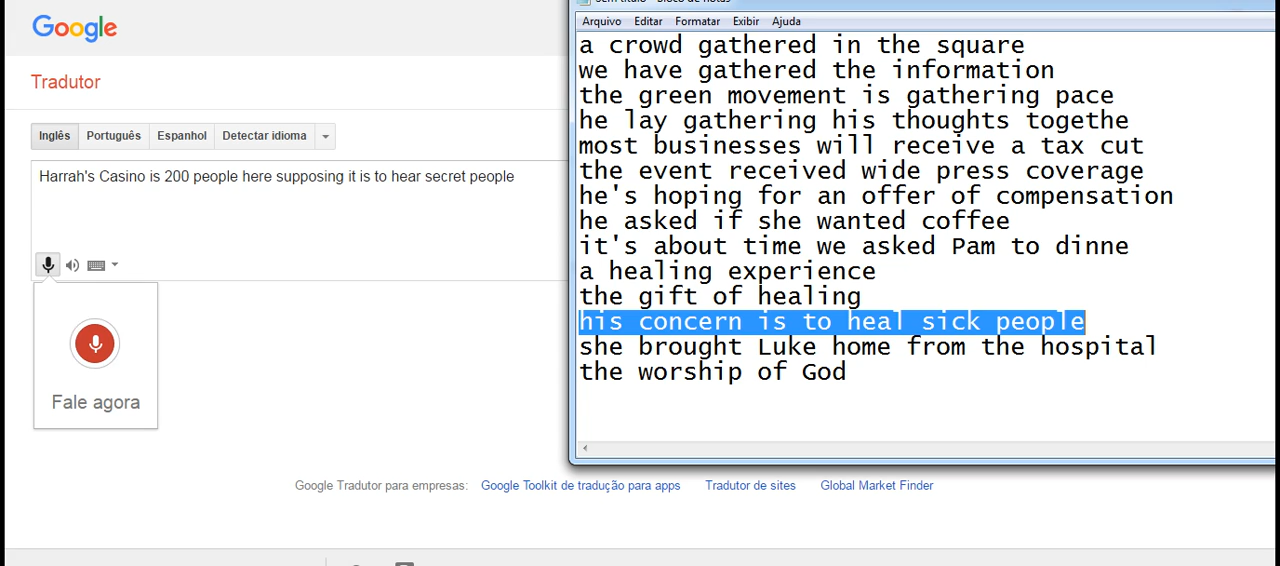 Google
Tradutor
Inglês Português Espanhol Detectar idioma
Harrah's Casino is 200 people here supposing it is to hear secret people
Fale agora
Google Tradutor para empresas: Google Toolkit de tradução para apps Tradutor de sites Global Market Finder
Arquivo Editar Formatar Exibir Ajuda
a crowd gathered in the square
we have gathered the information
the green movement is gathering pace
he lay gathering his thoughts togethe
most businesses will receive a tax cut
the event received wide press coverage
he's hoping for an offer of compensation
he asked if she wanted coffee
it's about time we asked Pam to dinne
a healing experience
the gift of healing
his concern is to heal sick people
she brought Luke home from the hospital
the worship of God